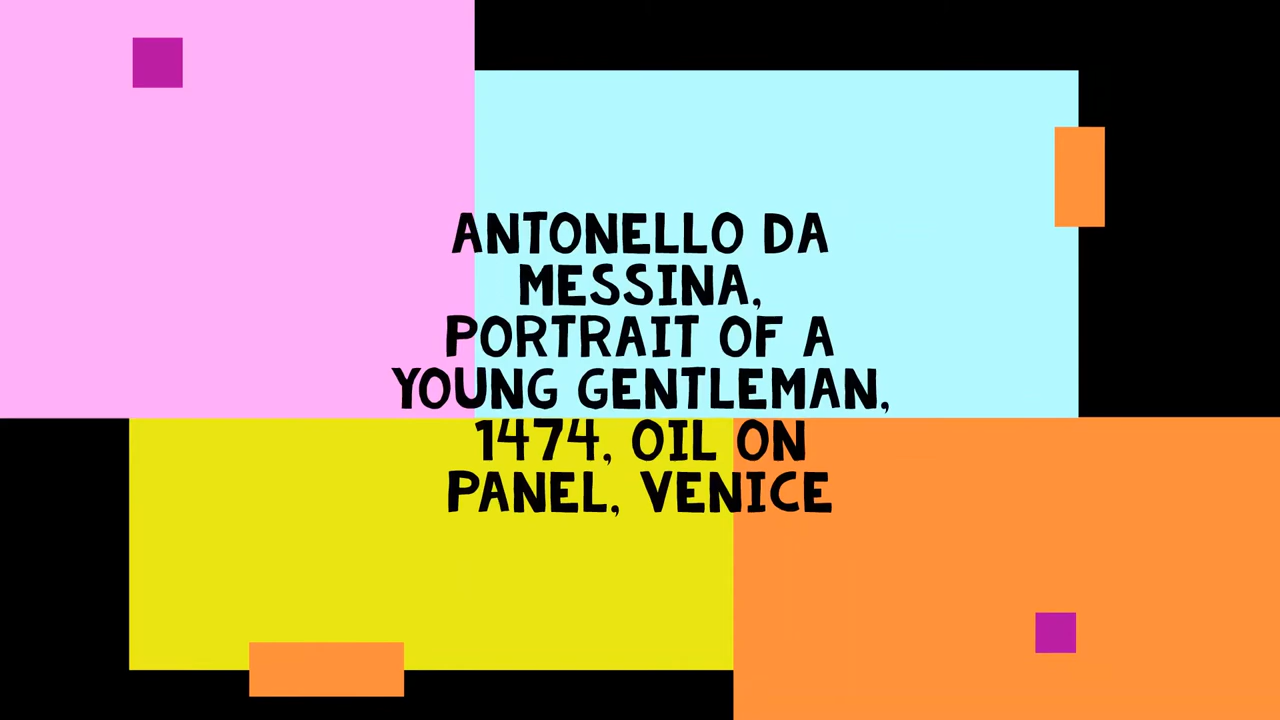 ANTONELLO DA
MESSINA,
PORTRAIT OF A
YOUNG GENTLEMAN,
1474, OIL ON
PANEL, VENICE